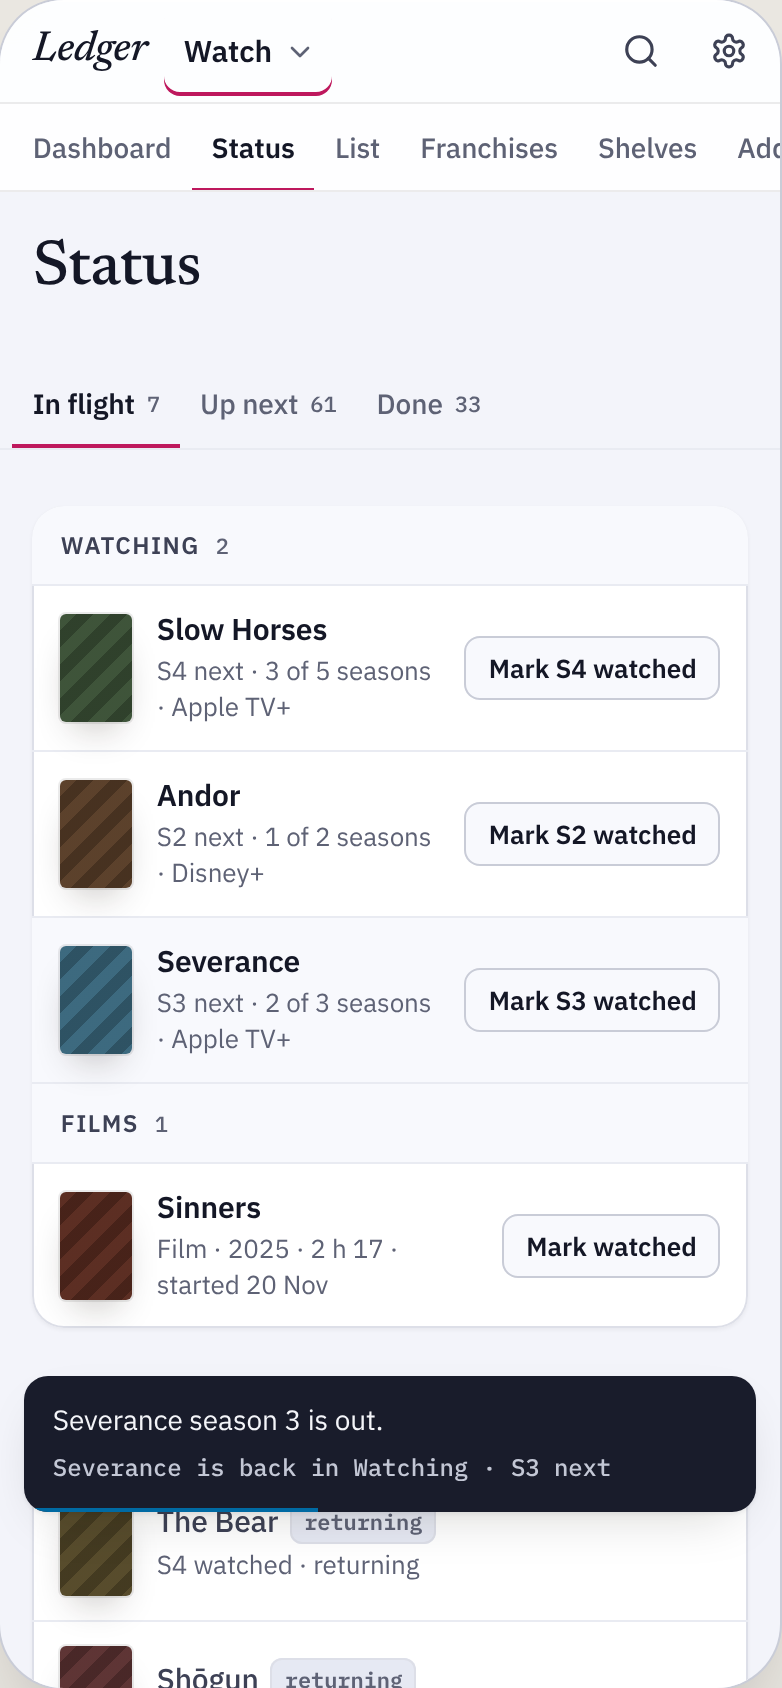 Ledger Watch
Dashboard Status List Franchises Shelves
Status
In flight 7 Up next 61 Done 33
WATCHING 2
Slow Horses
S4 next · 3 of 5 seasons
· Apple TV+
Mark S4 watched
Andor
S2 next · 1 of 2 seasons
· Disney+
Mark S2 watched
Severance
S3 next · 2 of 3 seasons
· Apple TV+
Mark S3 watched
FILMS 1
Sinners
Film · 2025 · 2 h 17 ·
started 20 Nov
Mark watched
Severance season 3 is out.
Severance is back in Watching · S3 next
The Bear returning
S4 watched · returning
Shōgun returning